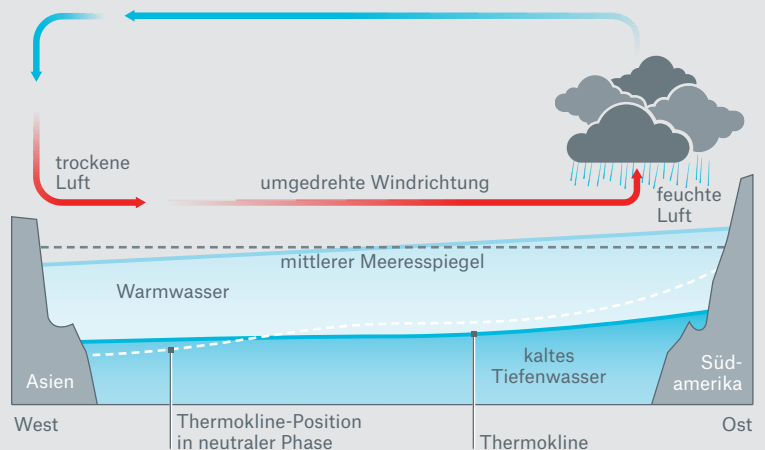 trockene
Luft
umgedrehte Windrichtung
feuchte
Luft
mittlerer Meeresspiegel
Warmwasser
kaltes
Tiefenwasser
Asien
Süd-
amerika
West
Ost
Thermokline-Position
in neutraler Phase
Thermokline